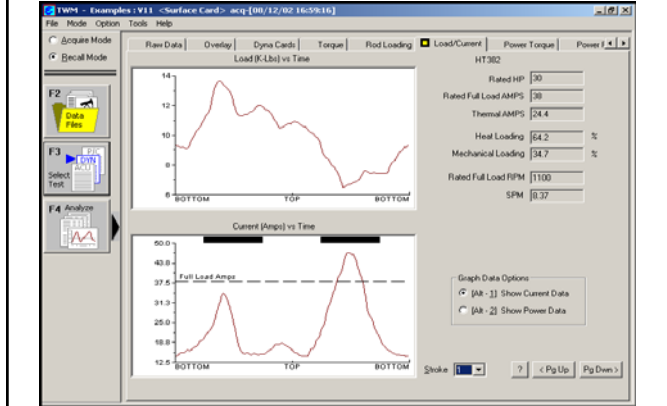 TWM - Examples : V11 <Surface Card> acq-[00/12/02 16:59:16]
File Mode Option Tools Help
Acquire Mode
Recall Mode
F2
Data
Files
F3
P/C
DYN
ACU
Select
Test
F4 Analyze
Raw Data Overlay Dyna Cards Torque Rod Loading Load/Current Power Torque
Load (K-Lbs) vs Time
14
12
10
8
6
BOTTOM TOP BOTTOM
Current (Amps) vs Time
50.0
43.8
37.5
31.3
25.0
18.8
12.5
Full Load Amps
BOTTOM TOP BOTTOM
HT382
Rated HP 30
Rated Full Load AMPS 38
Thermal AMPS 24.4
Heat Loading 64.2 %
Mechanical Loading 34.7 %
Rated Full Load RPM 1100
SPM 8.37
Graph Data Options
[Alt - 1] Show Current Data
[Alt - 2] Show Power Data
Stroke 1
? < Pg Up Pg Dwn >